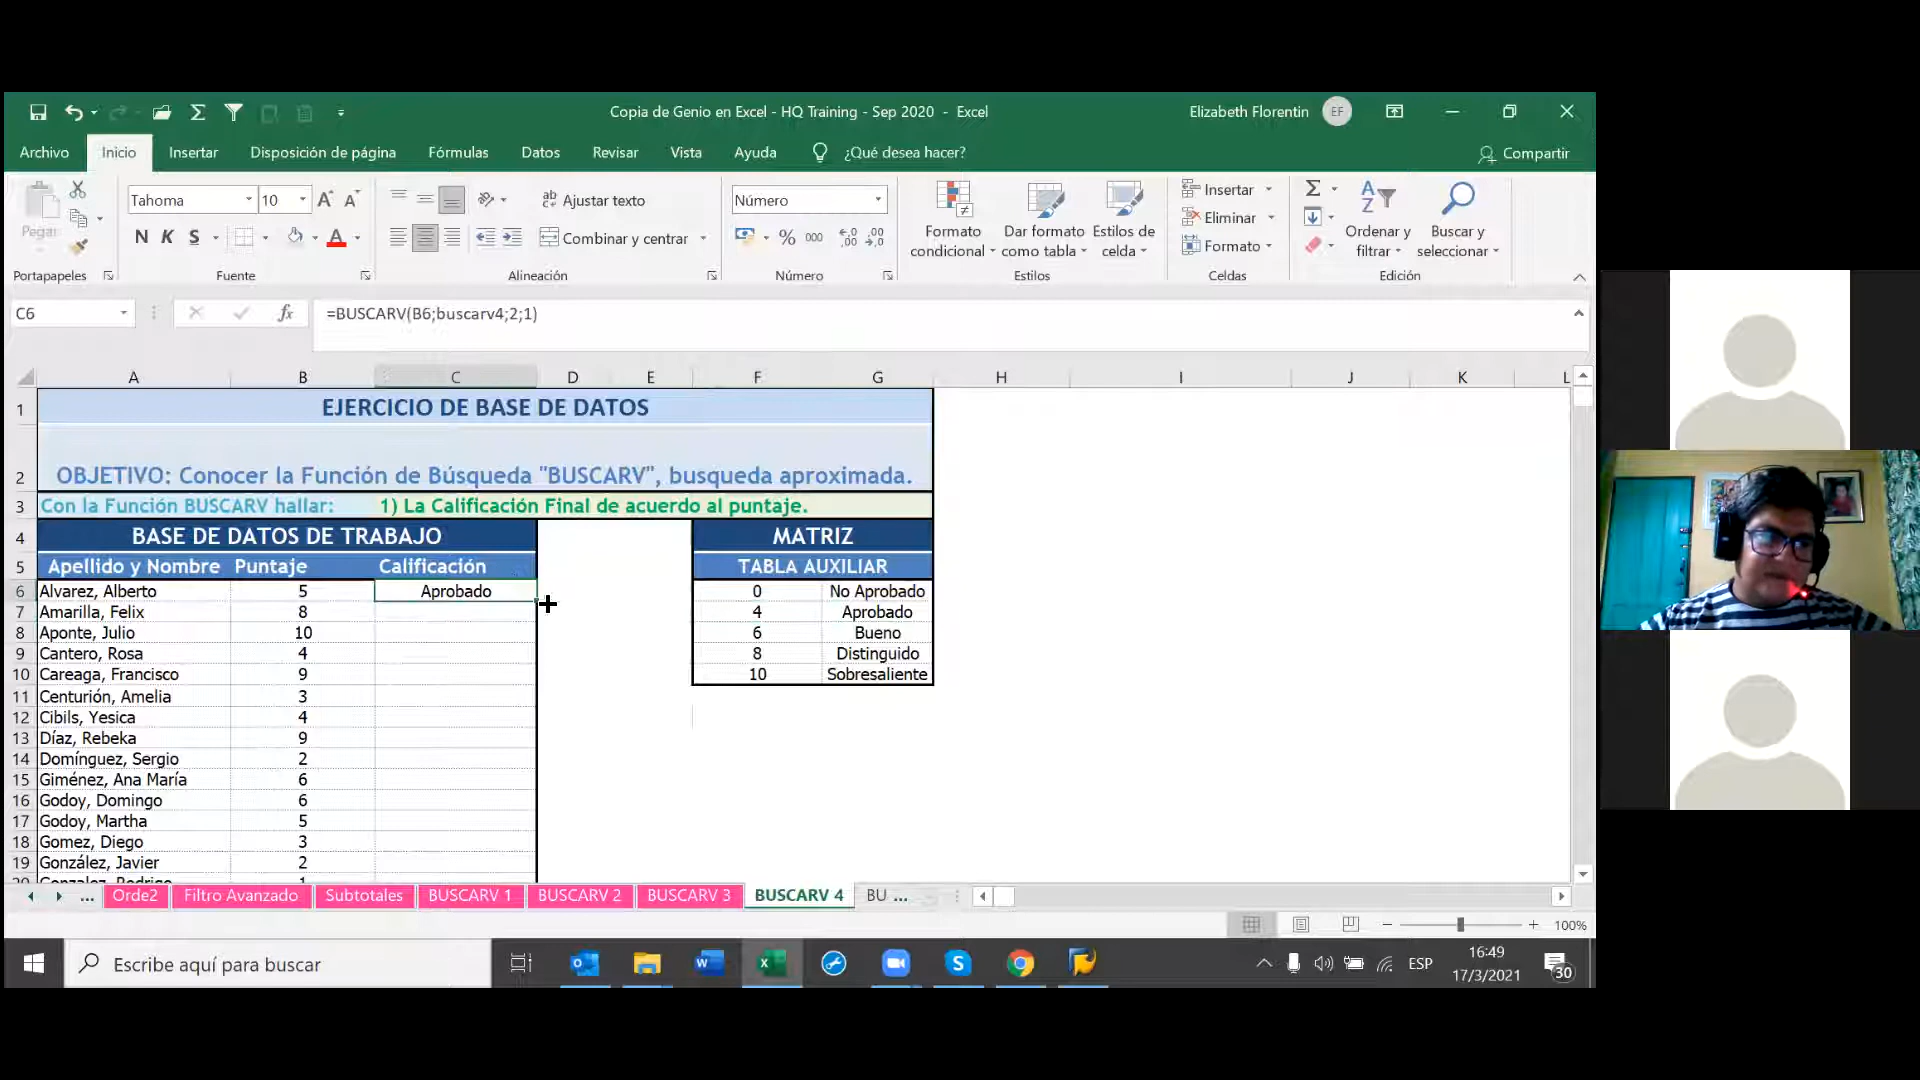 Copia de Genio en Excel - HQ Training - Sep 2020 - Excel
Elizabeth Florentin EF
Archivo Inicio Insertar Disposición de página Fórmulas Datos Revisar Vista Ayuda ¿Qué desea hacer? Compartir
Pegar
Tahoma 10
N K S
Ajustar texto
Combinar y centrar
Número
% 000
Formato condicional
Dar formato como tabla
Estilos de celda
Insertar
Eliminar
Formato
Ordenar y filtrar
Buscar y seleccionar
Portapapeles Fuente Alineación Número Estilos Celdas Edición
C6 fx =BUSCARV(B6;buscarv4;2;1)
A B C D E F G H I J K L
1 EJERCICIO DE BASE DE DATOS
2 OBJETIVO: Conocer la Función de Búsqueda "BUSCARV", busqueda aproximada.
3 Con la Función BUSCARV hallar: 1) La Calificación Final de acuerdo al puntaje.
4 BASE DE DATOS DE TRABAJO MATRIZ
5 Apellido y Nombre Puntaje Calificación TABLA AUXILIAR
6 Alvarez, Alberto 5 Aprobado 0 No Aprobado
7 Amarilla, Felix 8 4 Aprobado
8 Aponte, Julio 10 6 Bueno
9 Cantero, Rosa 4 8 Distinguido
10 Careaga, Francisco 9 10 Sobresaliente
11 Centurión, Amelia 3
12 Cibils, Yesica 4
13 Díaz, Rebeka 9
14 Domínguez, Sergio 2
15 Giménez, Ana María 6
16 Godoy, Domingo 6
17 Godoy, Martha 5
18 Gomez, Diego 3
19 González, Javier 2
... Orde2 Filtro Avanzado Subtotales BUSCARV 1 BUSCARV 2 BUSCARV 3 BUSCARV 4 BU ...
100%
Escribe aquí para buscar
ESP
16:49
17/3/2021
30